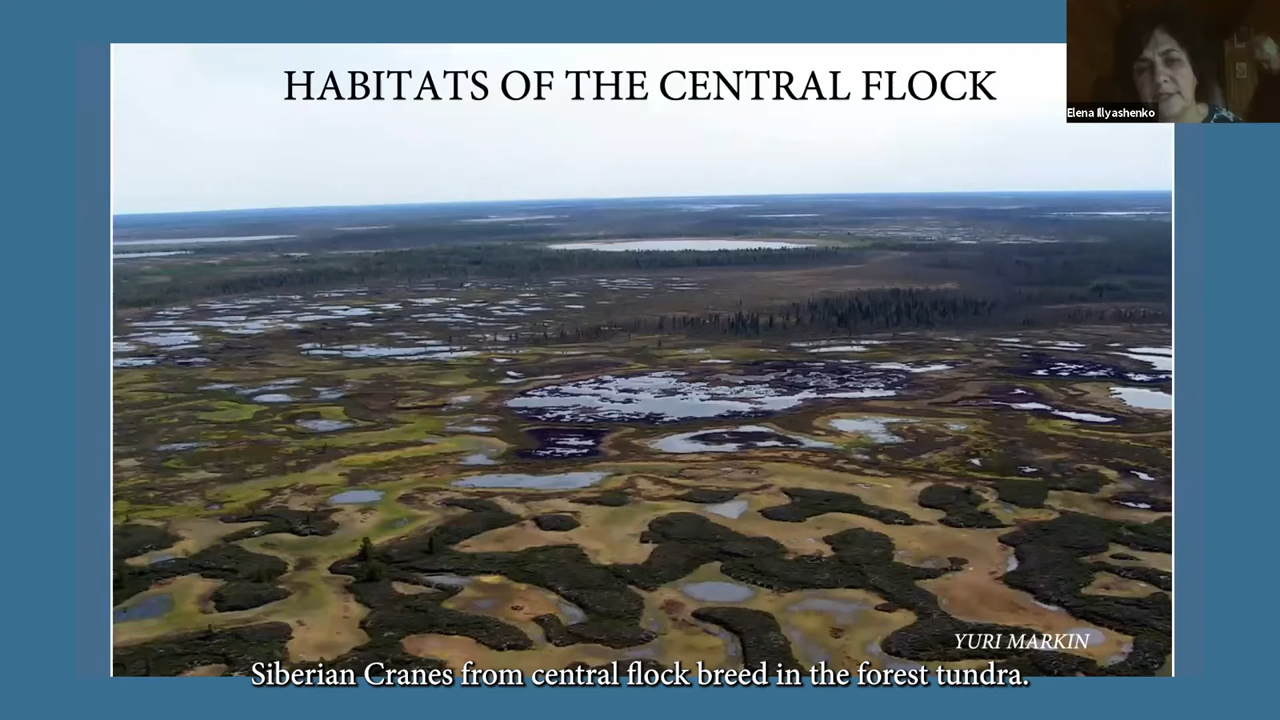 HABITATS OF THE CENTRAL FLOCK
Elena Illyashenko
YURI MARKIN
Siberian Cranes from central flock breed in the forest tundra.